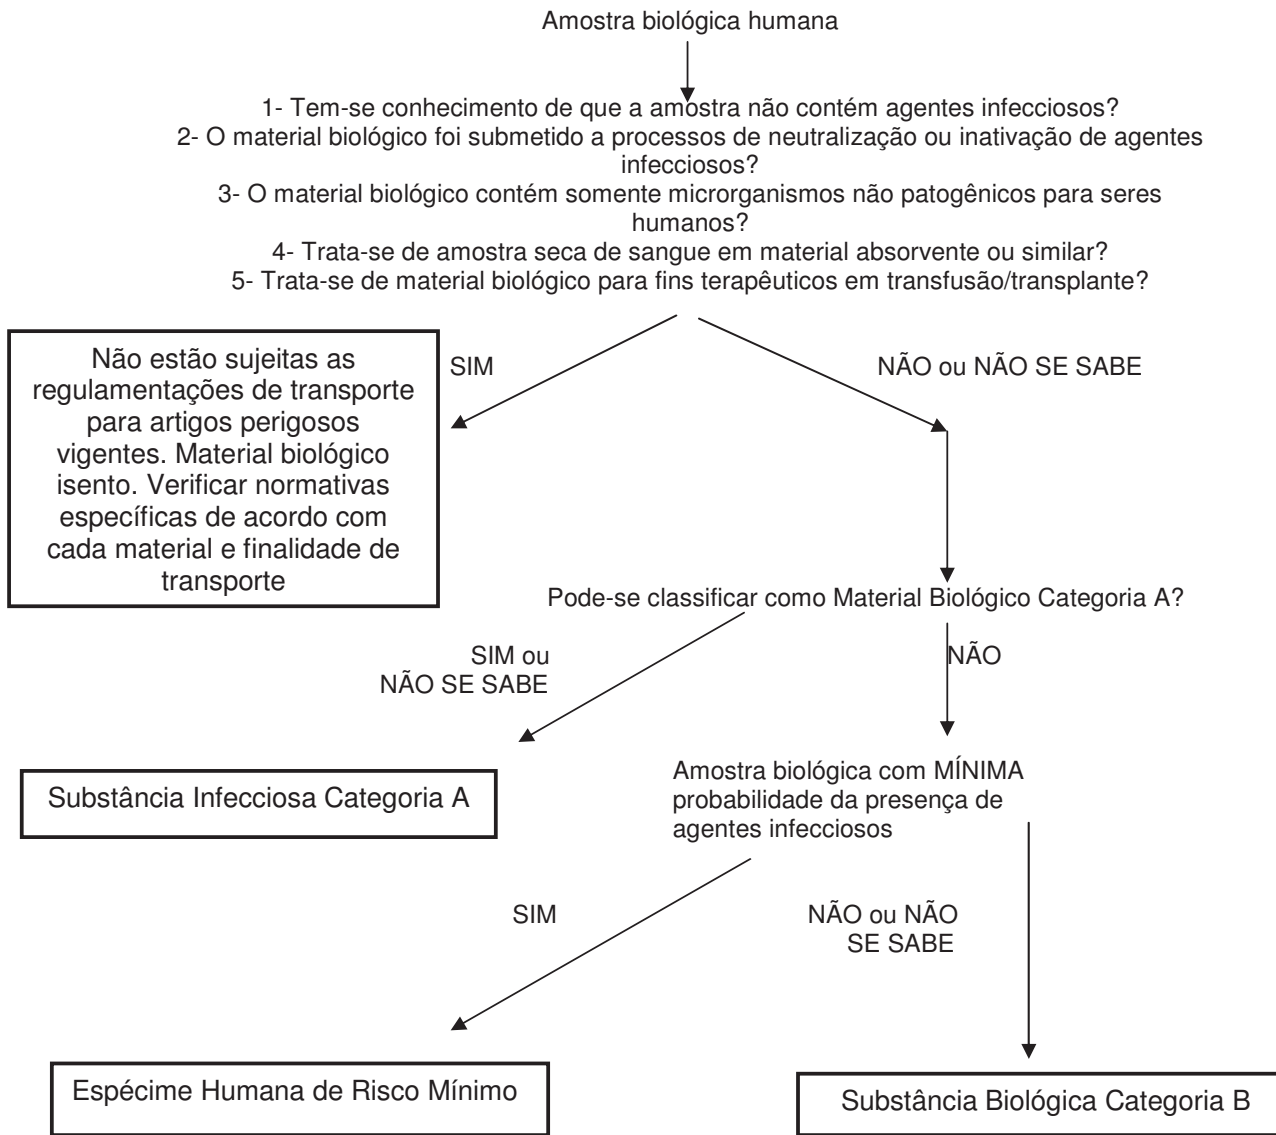 Amostra biológica humana
1- Tem-se conhecimento de que a amostra não contém agentes infecciosos?
2- O material biológico foi submetido a processos de neutralização ou inativação de agentes
infecciosos?
3- O material biológico contém somente microrganismos não patogênicos para seres
humanos?
4- Trata-se de amostra seca de sangue em material absorvente ou similar?
5- Trata-se de material biológico para fins terapêuticos em transfusão/transplante?
Não estão sujeitas as
regulamentações de transporte
para artigos perigosos
vigentes. Material biológico
isento. Verificar normativas
específicas de acordo com
cada material e finalidade de
transporte
SIM
NÃO ou NÃO SE SABE
Pode-se classificar como Material Biológico Categoria A?
SIM ou
NÃO SE SABE
NÃO
Substância Infecciosa Categoria A
Amostra biológica com MÍNIMA
probabilidade da presença de
agentes infecciosos
SIM
NÃO ou NÃO
SE SABE
Espécime Humana de Risco Mínimo
Substância Biológica Categoria B